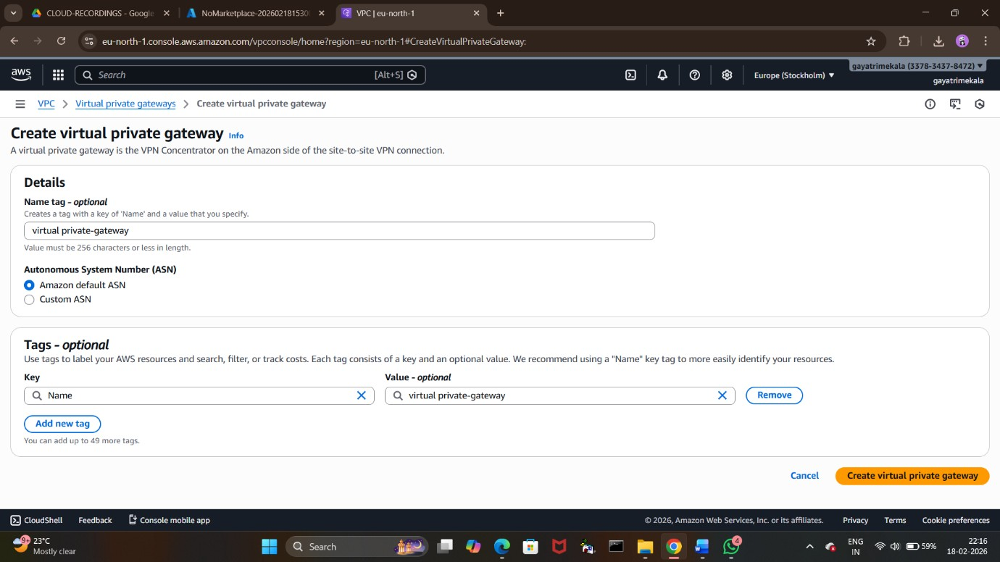 CLOUD-RECORDINGS - Google
NoMarketplace-202602181530
VPC | eu-north-1
eu-north-1.console.aws.amazon.com/vpcconsole/home?region=eu-north-1#CreateVirtualPrivateGateway:
aws
Search
[Alt+S]
Europe (Stockholm) ▼
gayatrimekala (3378-3437-8472) ▼
gayatrimekala
VPC > Virtual private gateways > Create virtual private gateway
Create virtual private gateway Info
A virtual private gateway is the VPN Concentrator on the Amazon side of the site-to-site VPN connection.
Details
Name tag - optional
Creates a tag with a key of 'Name' and a value that you specify.
virtual private-gateway
Value must be 256 characters or less in length.
Autonomous System Number (ASN)
Amazon default ASN
Custom ASN
Tags - optional
Use tags to label your AWS resources and search, filter, or track costs. Each tag consists of a key and an optional value. We recommend using a "Name" key tag to more easily identify your resources.
Key
Value - optional
Name
virtual private-gateway
Remove
Add new tag
You can add up to 49 more tags.
Cancel
Create virtual private gateway
CloudShell
Feedback
Console mobile app
© 2026, Amazon Web Services, Inc. or its affiliates.
Privacy
Terms
Cookie preferences
9+
23°C
Mostly clear
Search
4
ENG
IN
59%
22:16
18-02-2026